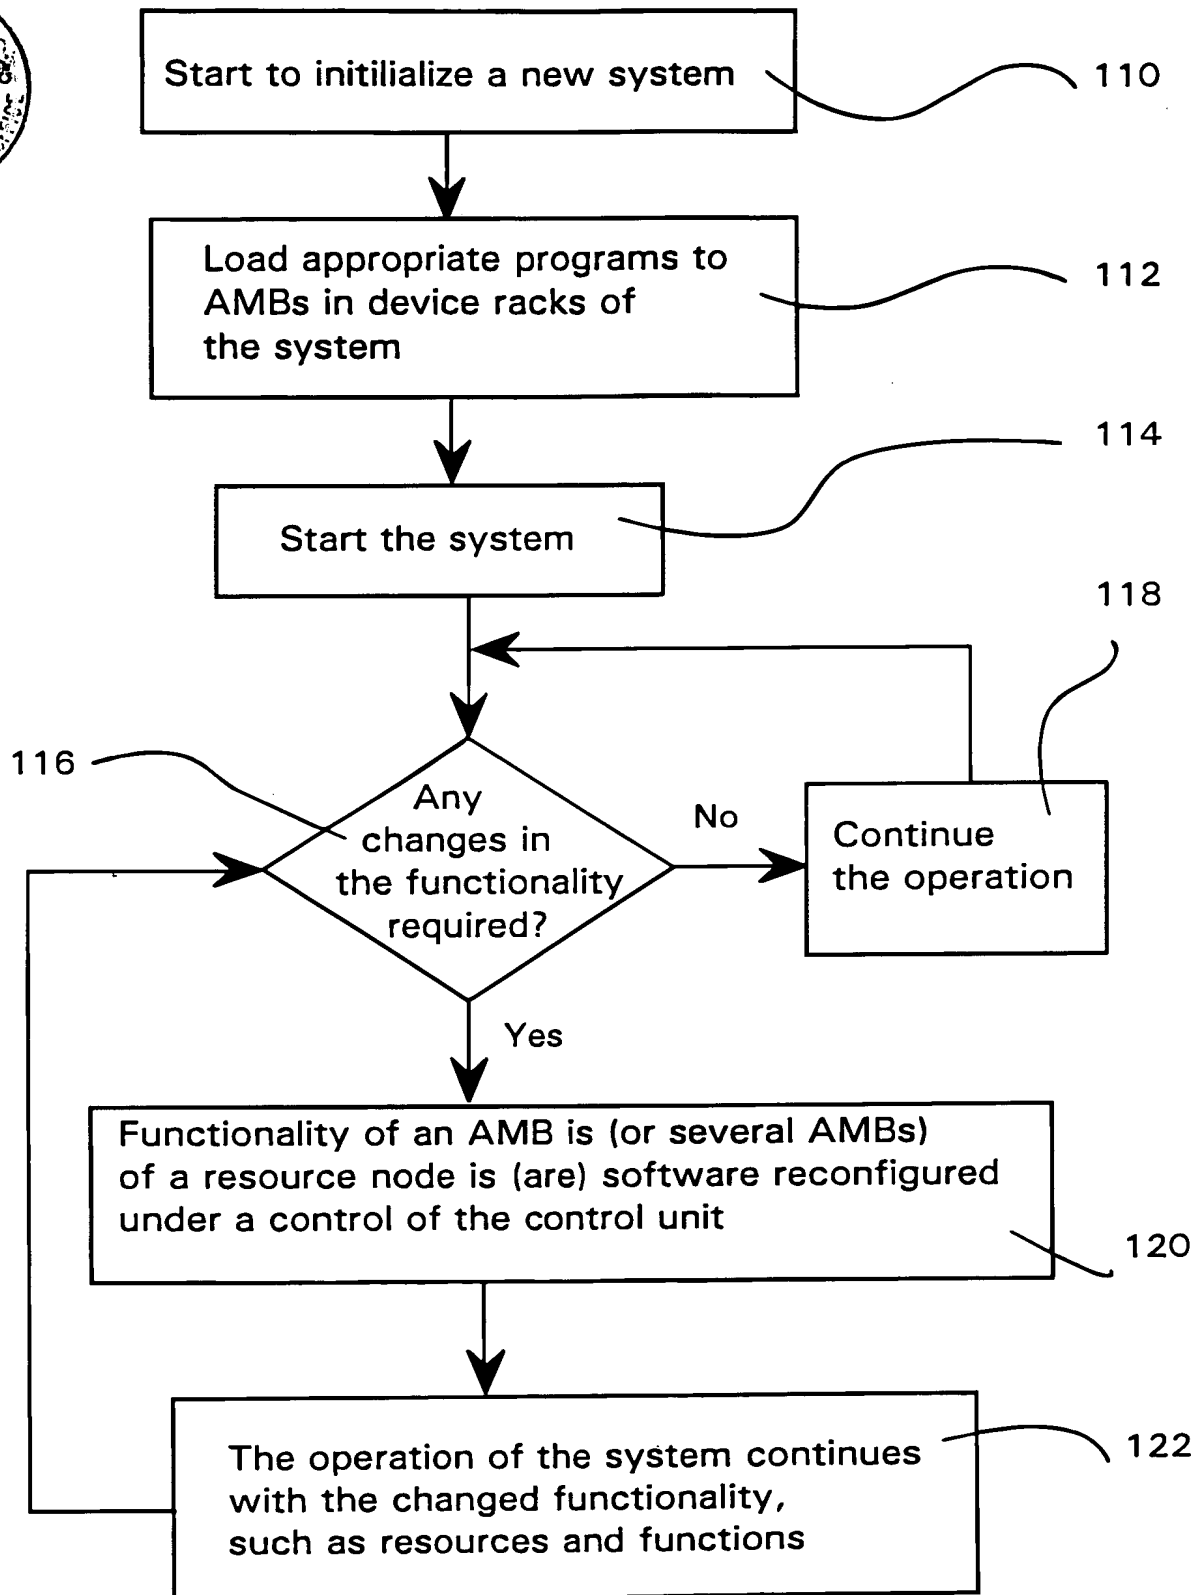 Start to initilialize a new system
110
Load appropriate programs to
AMBs in device racks of
the system
112
Start the system
114
118
116
Any
changes in
the functionality
required?
No
Continue
the operation
Yes
Functionality of an AMB is (or several AMBs)
of a resource node is (are) software reconfigured
under a control of the control unit
120
The operation of the system continues
with the changed functionality,
such as resources and functions
122